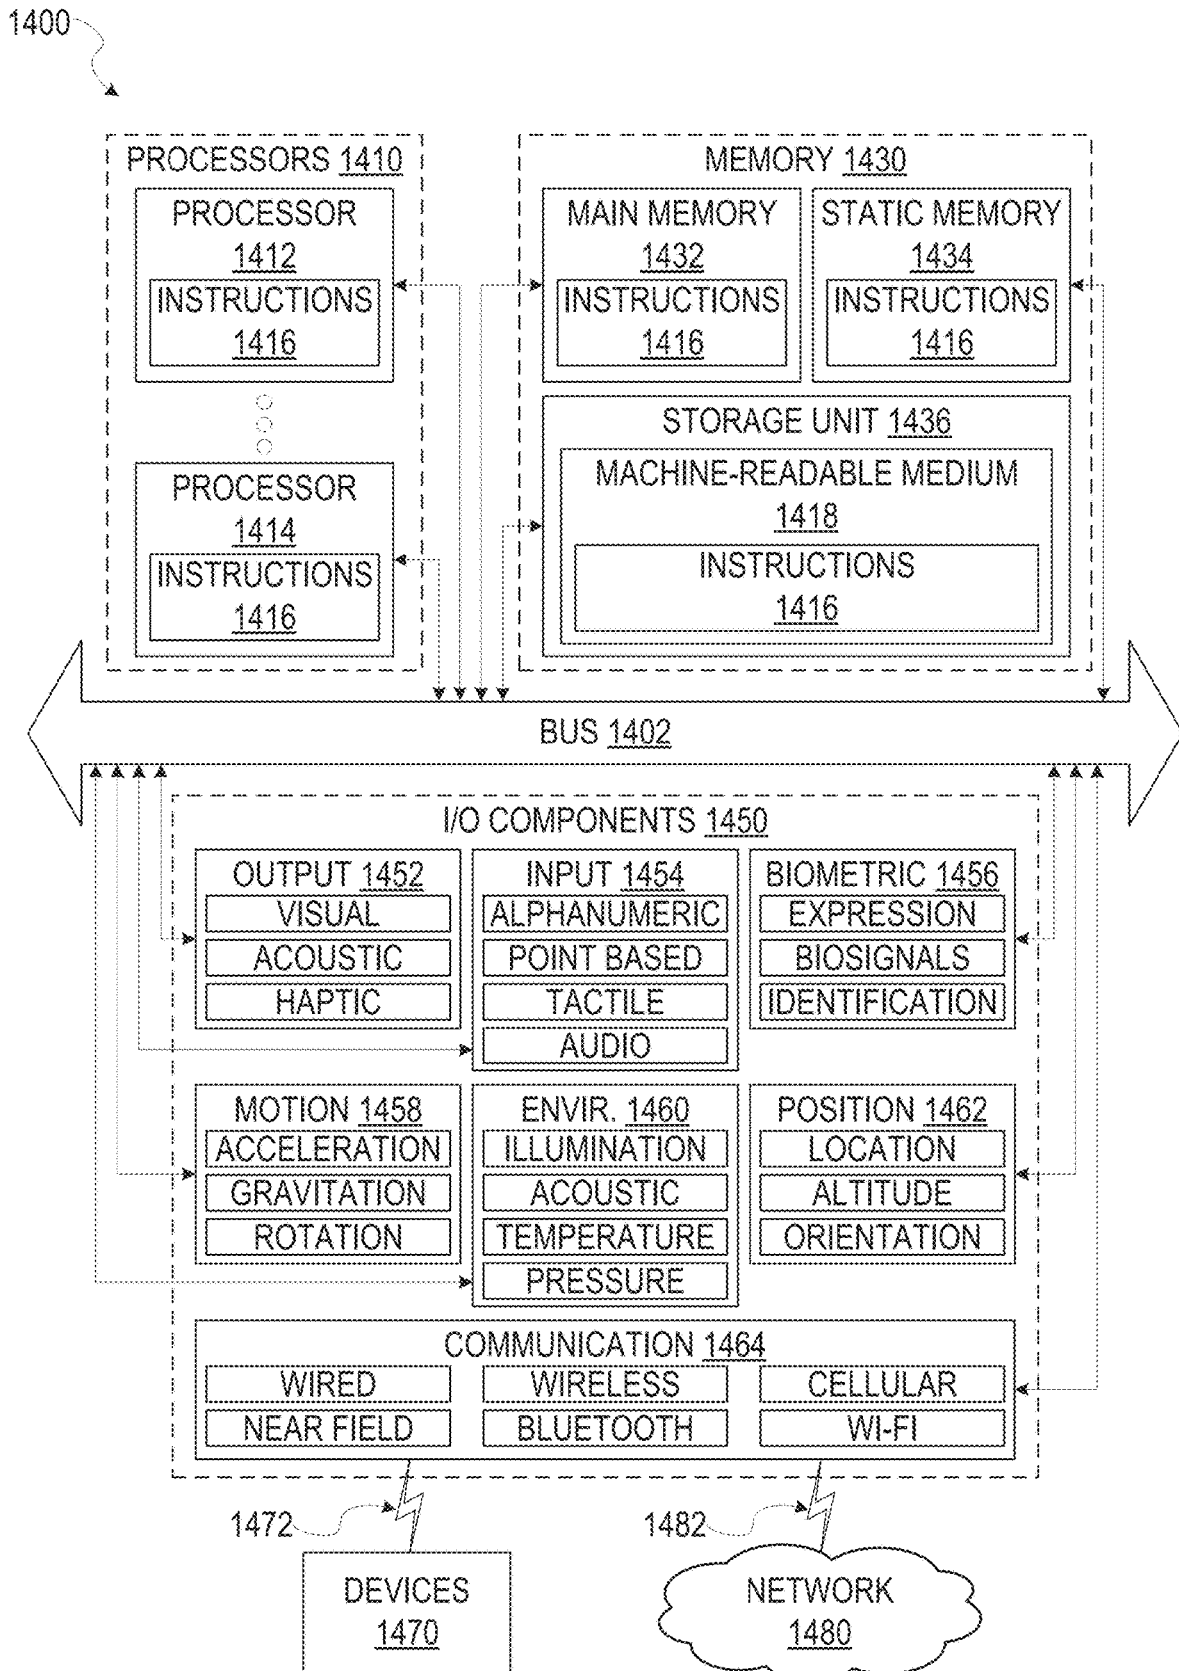 1400
PROCESSORS 1410
PROCESSOR
1412
INSTRUCTIONS
1416
PROCESSOR
1414
INSTRUCTIONS
1416
MEMORY 1430
MAIN MEMORY
1432
INSTRUCTIONS
1416
STATIC MEMORY
1434
INSTRUCTIONS
1416
STORAGE UNIT 1436
MACHINE-READABLE MEDIUM
1418
INSTRUCTIONS
1416
BUS 1402
I/O COMPONENTS 1450
OUTPUT 1452
VISUAL
ACOUSTIC
HAPTIC
INPUT 1454
ALPHANUMERIC
POINT BASED
TACTILE
AUDIO
BIOMETRIC 1456
EXPRESSION
BIOSIGNALS
IDENTIFICATION
MOTION 1458
ACCELERATION
GRAVITATION
ROTATION
ENVIR. 1460
ILLUMINATION
ACOUSTIC
TEMPERATURE
PRESSURE
POSITION 1462
LOCATION
ALTITUDE
ORIENTATION
COMMUNICATION 1464
WIRED
WIRELESS
CELLULAR
NEAR FIELD
BLUETOOTH
WI-FI
1472
1482
DEVICES
1470
NETWORK
1480